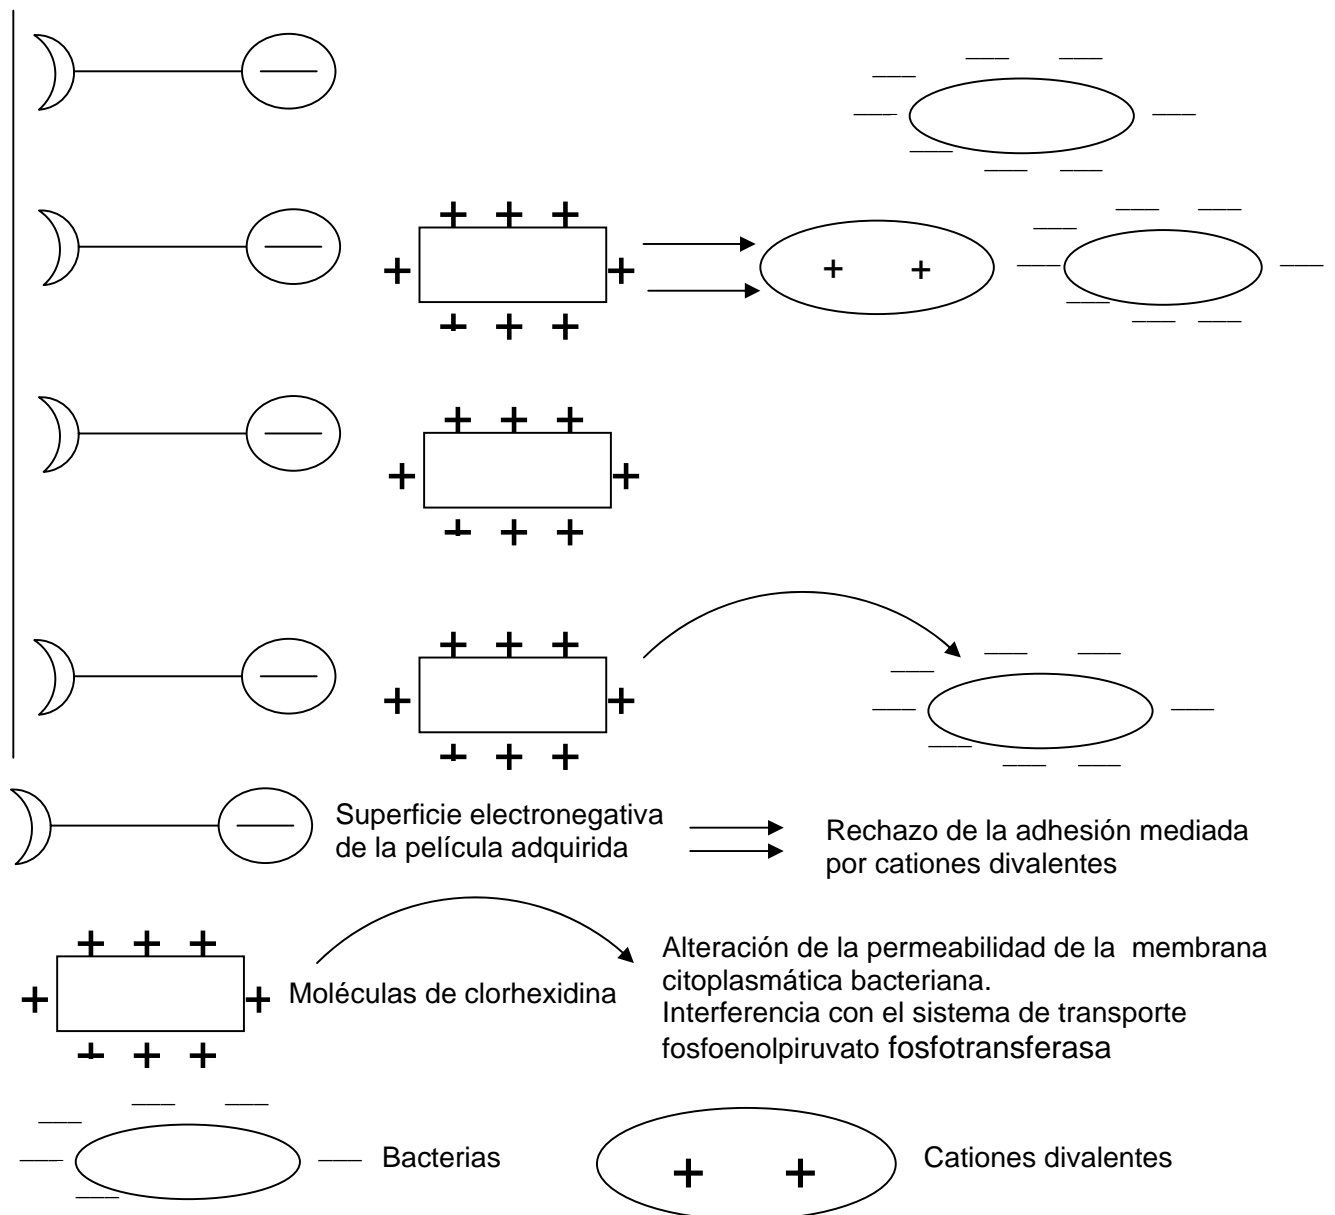 Superficie electronegativa
de la película adquirida
Rechazo de la adhesión mediada
por cationes divalentes
Moléculas de clorhexidina
Alteración de la permeabilidad de la membrana
citoplasmática bacteriana.
Interferencia con el sistema de transporte
fosfoenolpiruvato fosfotransferasa
Bacterias
Cationes divalentes